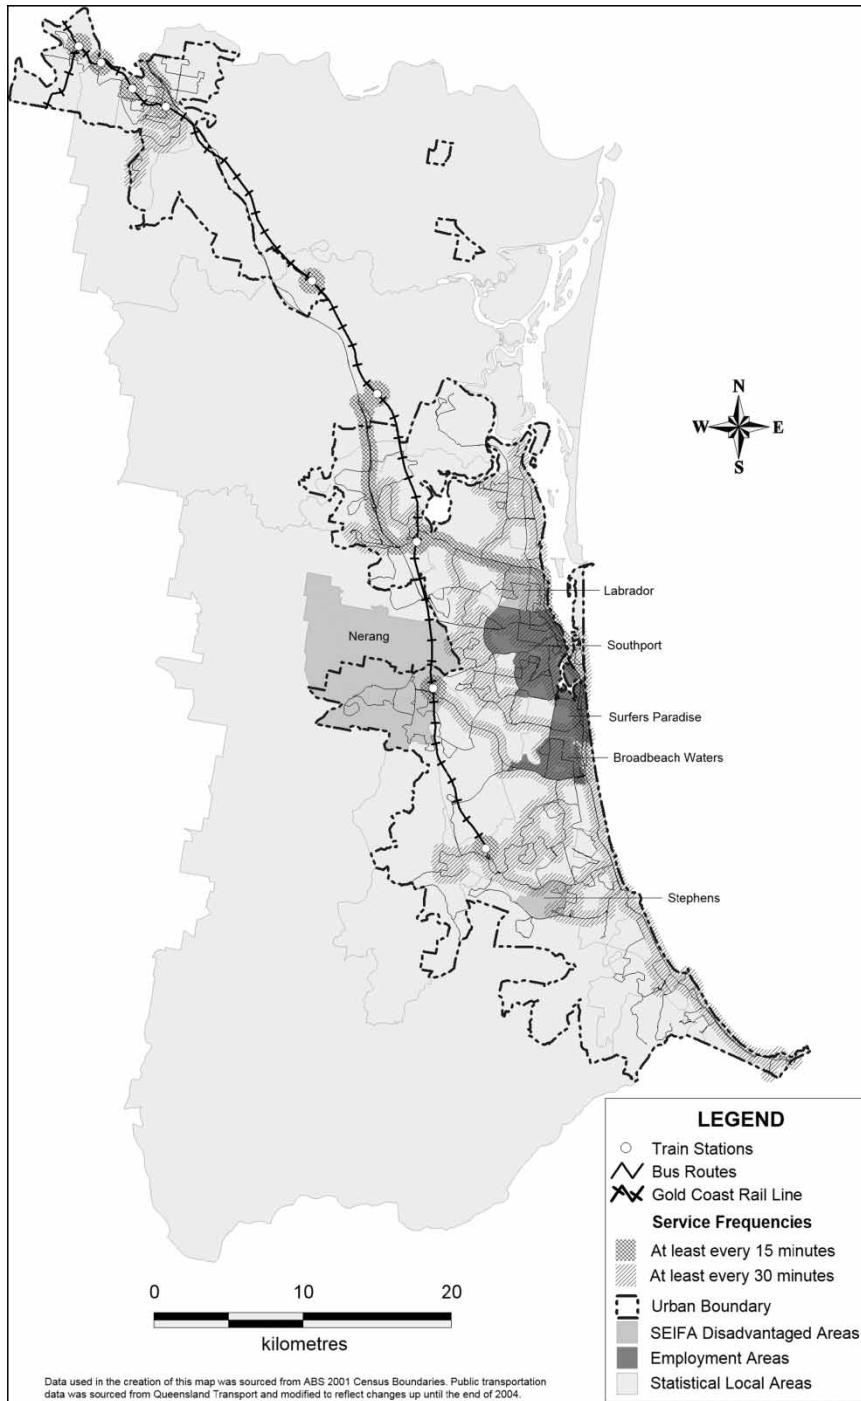 N
W E
S
Labrador
Nerang
Southport
Surfers Paradise
Broadbeach Waters
Stephens
LEGEND
Train Stations
Bus Routes
Gold Coast Rail Line
Service Frequencies
At least every 15 minutes
At least every 30 minutes
Urban Boundary
SEIFA Disadvantaged Areas
Employment Areas
Statistical Local Areas
0 10 20
kilometres
Data used in the creation of this map was sourced from ABS 2001 Census Boundaries. Public transportation
data was sourced from Queensland Transport and modified to reflect changes up until the end of 2004.